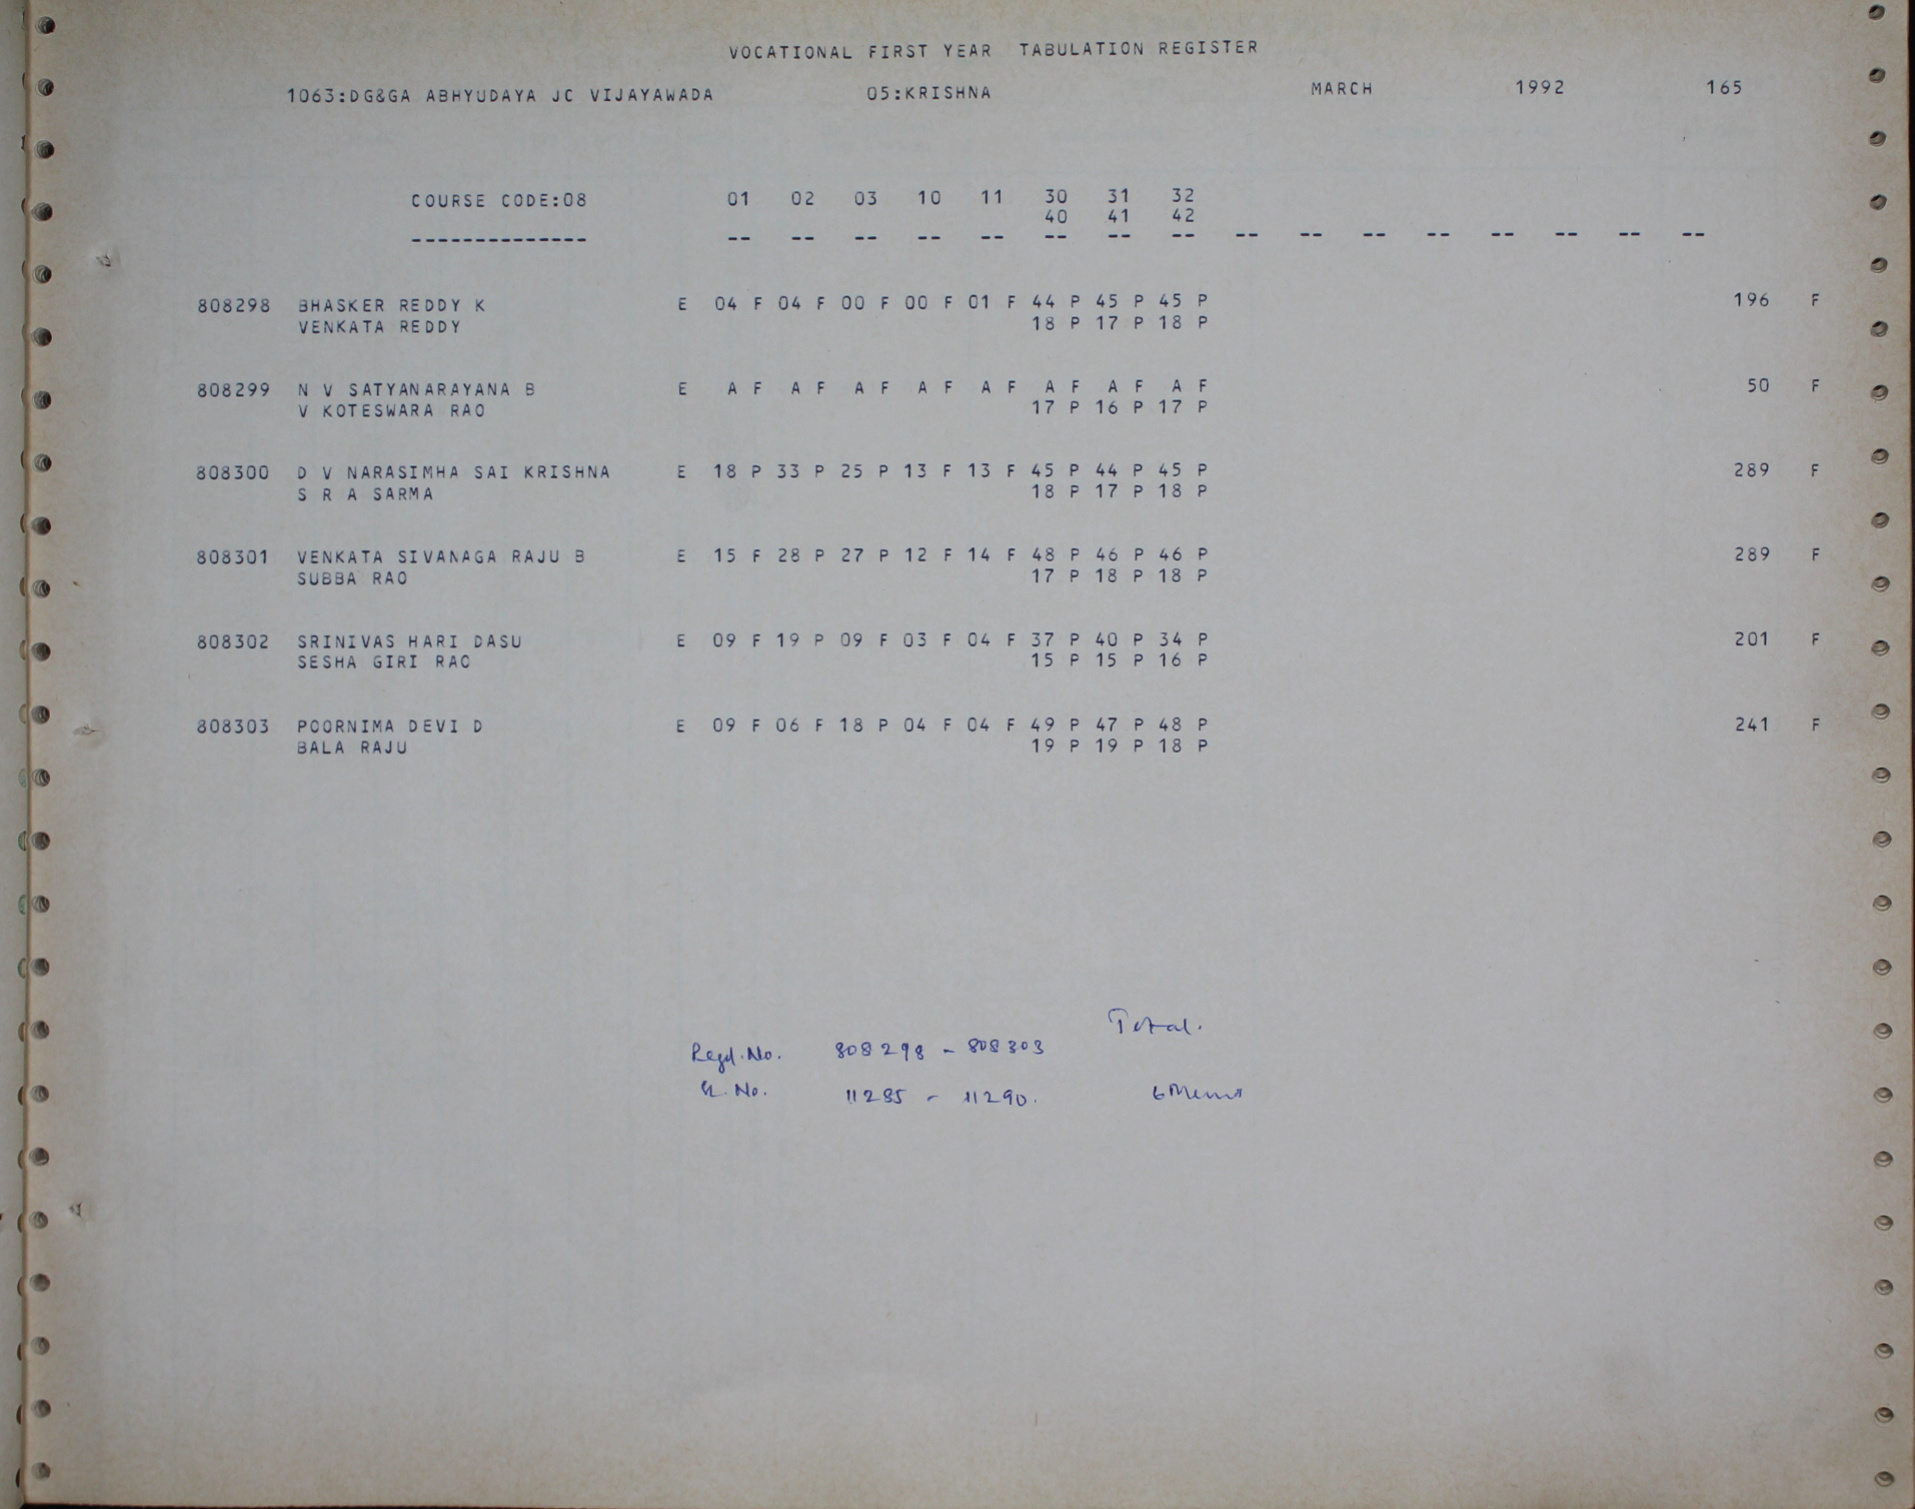 VOCATIONAL FIRST YEAR TABULATION REGISTER
1063:DG&GA ABHYUDAYA JC VIJAYAWADA 05:KRISHNA MARCH 1992 165
COURSE CODE:08 01 02 03 10 11 30 31 32
40 41 42
-------------- -- -- -- -- -- -- -- -- -- -- -- -- -- -- -- --
808298 BHASKER REDDY K E 04 F 04 F 00 F 00 F 01 F 44 P 45 P 45 P 196 F
VENKATA REDDY 18 P 17 P 18 P
808299 N V SATYANARAYANA B E A F A F A F A F A F A F A F A F 50 F
V KOTESWARA RAO 17 P 16 P 17 P
808300 D V NARASIMHA SAI KRISHNA E 18 P 33 P 25 P 13 F 13 F 45 P 44 P 45 P 289 F
S R A SARMA 18 P 17 P 18 P
808301 VENKATA SIVANAGA RAJU B E 15 F 28 P 27 P 12 F 14 F 48 P 46 P 46 P 289 F
SUBBA RAO 17 P 18 P 18 P
808302 SRINIVAS HARI DASU E 09 F 19 P 09 F 03 F 04 F 37 P 40 P 34 P 201 F
SESHA GIRI RAO 15 P 15 P 16 P
808303 POORNIMA DEVI D E 09 F 06 F 18 P 04 F 04 F 49 P 47 P 48 P 241 F
BALA RAJU 19 P 19 P 18 P
Total.
Regd. No. 808298 - 808303
No. 11285 - 11290. 6 Memos